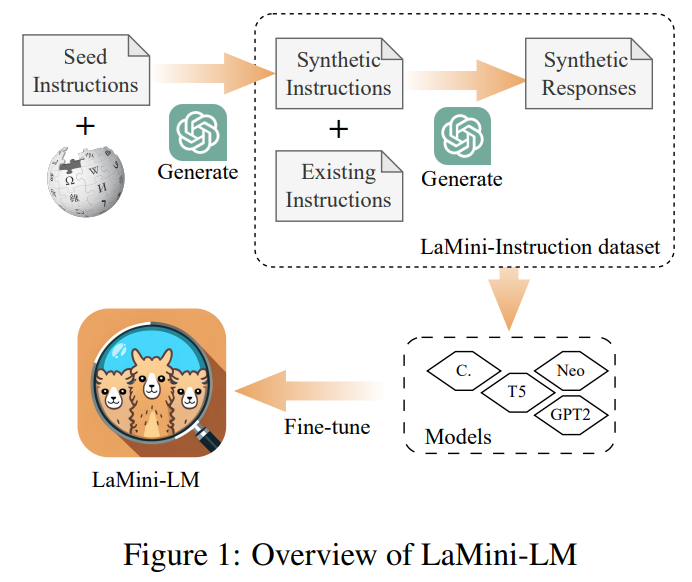 Seed
Instructions
+
Generate
Synthetic
Instructions
+
Existing
Instructions
Generate
Synthetic
Responses
LaMini-Instruction dataset
C.
T5
Neo
GPT2
Models
Fine-tune
LaMini-LM
Figure 1: Overview of LaMini-LM